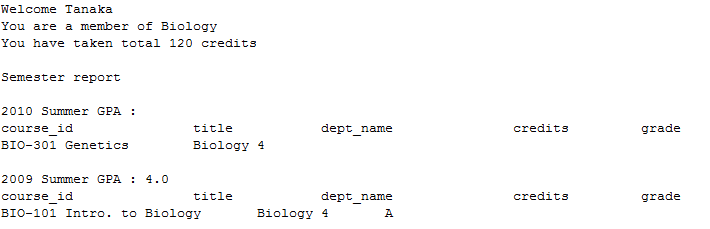 Welcome Tanaka
You are a member of Biology
You have taken total 120 credits
Semester report
2010 Summer GPA :
course_id title dept_name credits grade
BIO-301 Genetics Biology 4
2009 Summer GPA : 4.0
course_id title dept_name credits grade
BIO-101 Intro. to Biology Biology 4 A